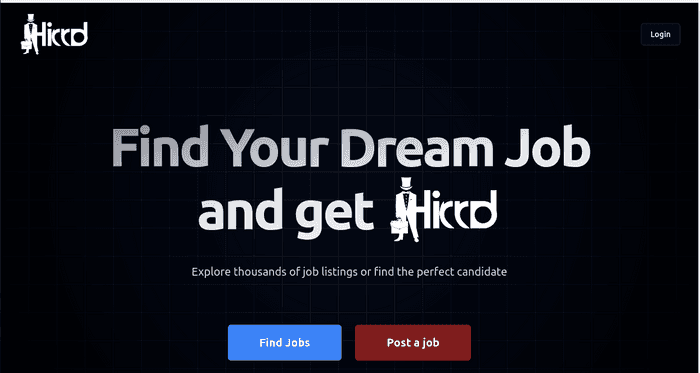 Hirrd
Login
Find Your Dream Job
and get Hirrd
Explore thousands of job listings or find the perfect candidate
Find Jobs
Post a job